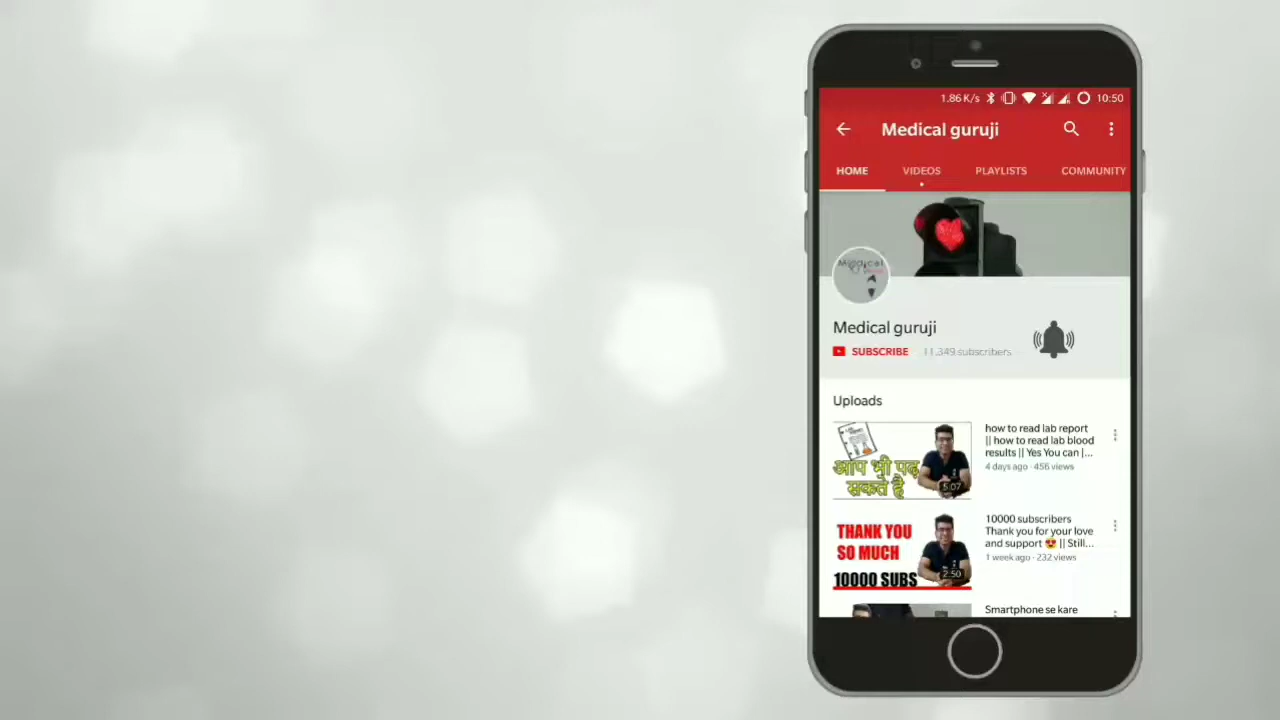 1.86 K/s 10:50
Medical guruji
HOME VIDEOS PLAYLISTS COMMUNITY
Medical guruji
SUBSCRIBE 11,349 subscribers
Uploads
आप भी पढ़
सकते है
5:07
how to read lab report
|| how to read lab blood
results || Yes You can |...
4 days ago · 456 views
THANK YOU
SO MUCH
10000 SUBS
2:50
10000 subscribers
Thank you for your love
and support 😍 || Still...
1 week ago · 232 views
Smartphone se kare